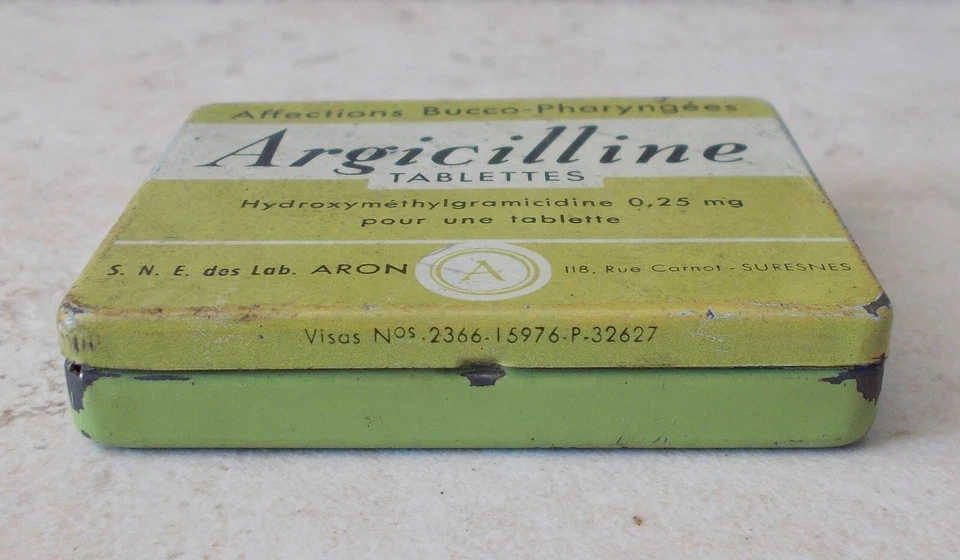 Affections Bucco-Pharyngées
Argicilline
TABLETTES
Hydroxyméthylgramicidine 0,25 mg
pour une tablette
S. N. E. des Lab. ARON A 118, Rue Carnot - SURESNES
Visas Nos. 2366-15976-P-32627